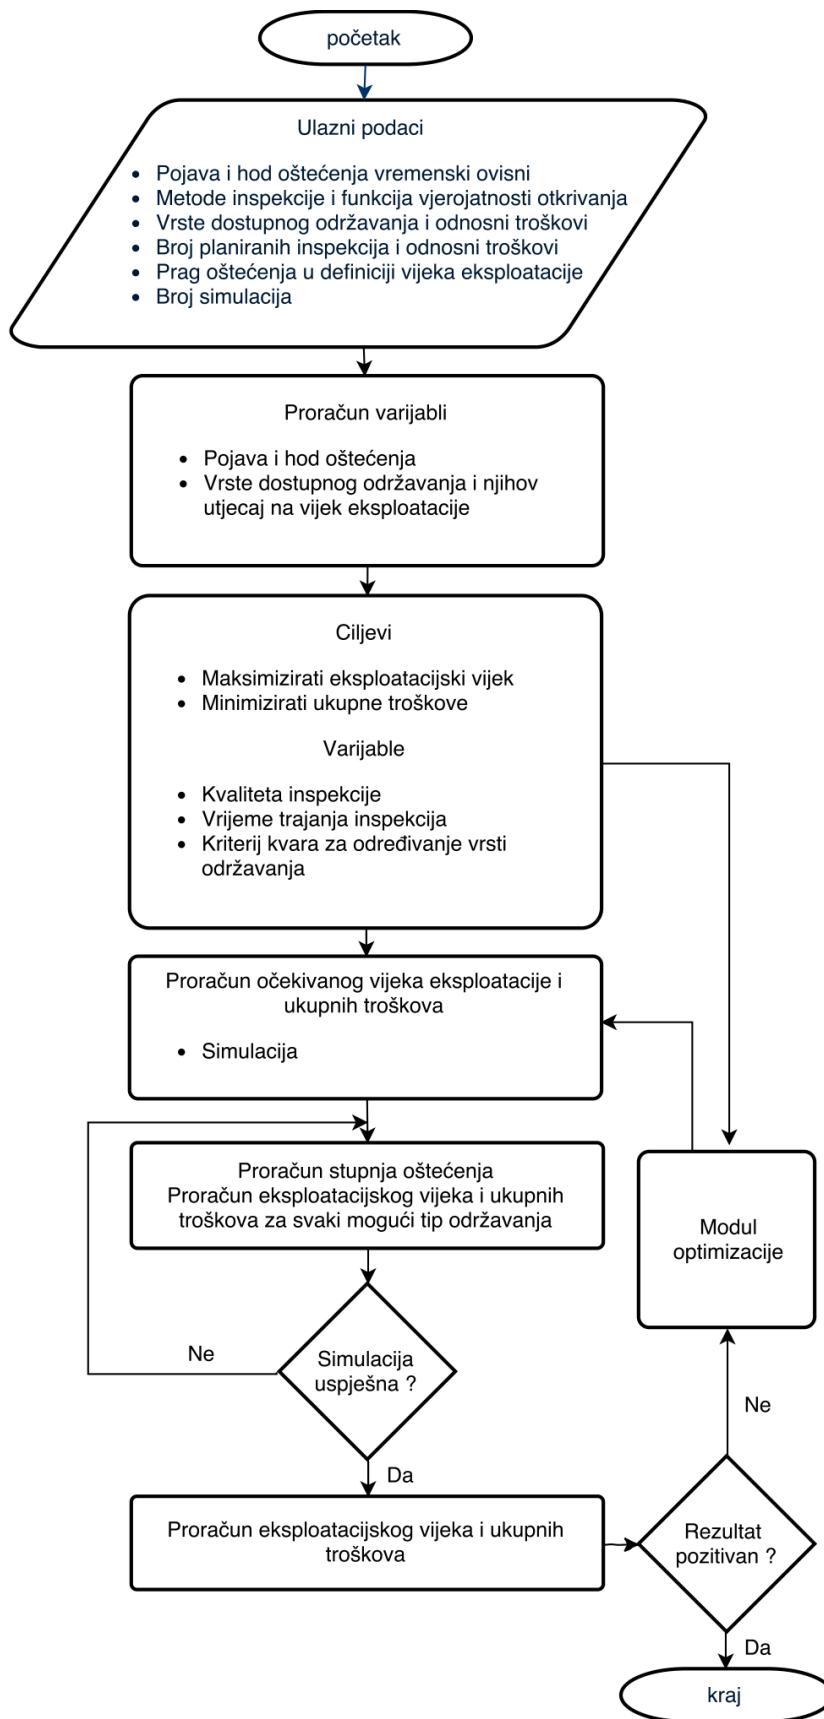 početak
Ulazni podaci
• Pojava i hod oštećenja vremenski ovisni
• Metode inspekcije i funkcija vjerojatnosti otkrivanja
• Vrste dostupnog održavanja i odnosni troškovi
• Broj planiranih inspekcija i odnosni troškovi
• Prag oštećenja u definiciji vijeka eksploatacije
• Broj simulacija
Proračun varijabli
• Pojava i hod oštećenja
• Vrste dostupnog održavanja i njihov
utjecaj na vijek eksploatacije
Ciljevi
• Maksimizirati eksploatacijski vijek
• Minimizirati ukupne troškove
Varijable
• Kvaliteta inspekcije
• Vrijeme trajanja inspekcija
• Kriterij kvara za određivanje vrsti
održavanja
Proračun očekivanog vijeka eksploatacije i
ukupnih troškova
• Simulacija
Proračun stupnja oštećenja
Proračun eksploatacijskog vijeka i ukupnih
troškova za svaki mogući tip održavanja
Modul
optimizacije
Ne
Simulacija
uspješna ?
Da
Ne
Proračun eksploatacijskog vijeka i ukupnih
troškova
Rezultat
pozitivan ?
Da
kraj